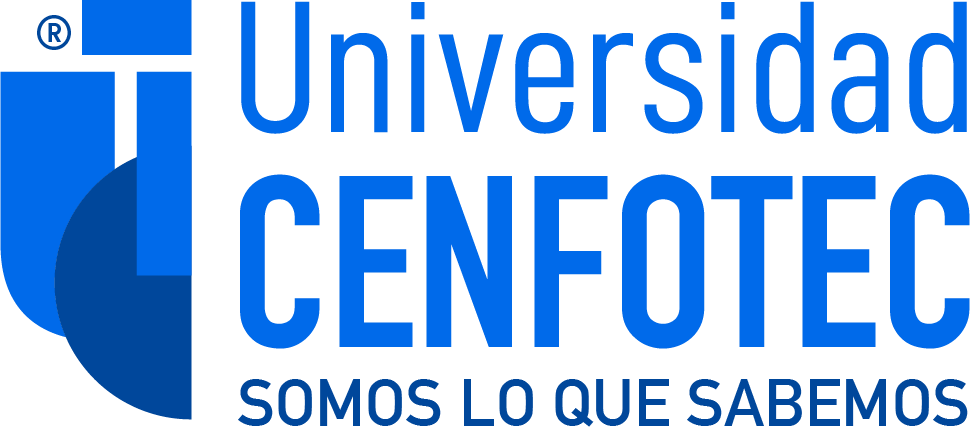 ®
Universidad
CENFOTEC
SOMOS LO QUE SABEMOS